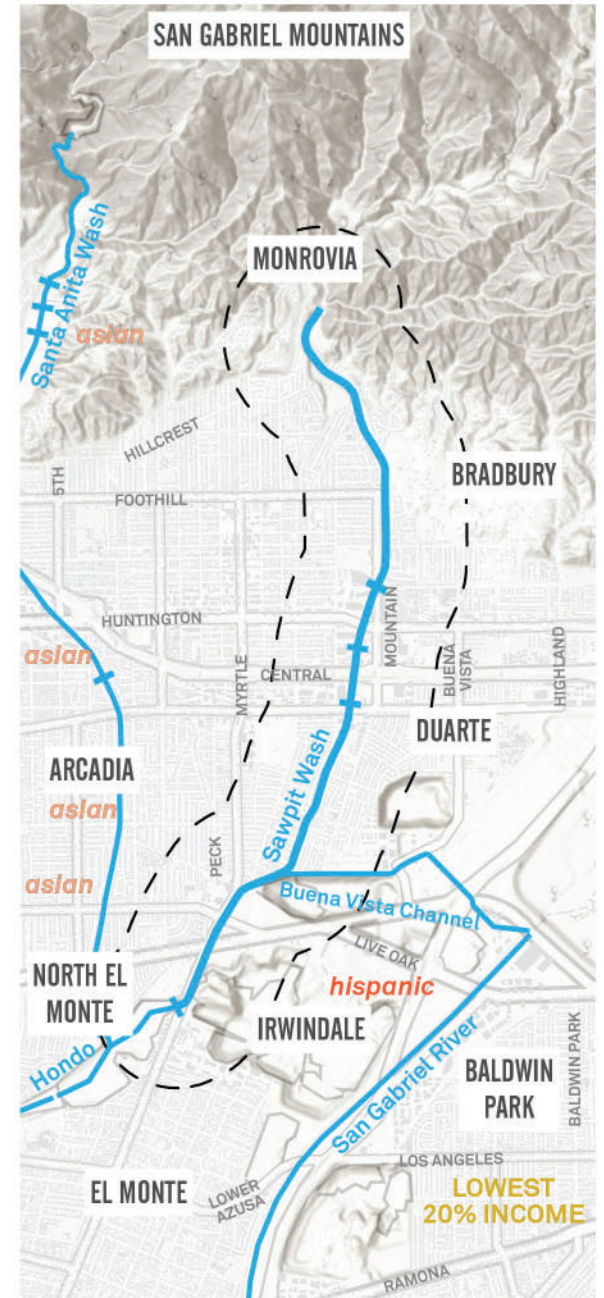 SAN GABRIEL MOUNTAINS
Santa Anita Wash
MONROVIA
asian
HILLCREST
BRADBURY
5TH
FOOTHILL
HUNTINGTON
MOUNTAIN
asian
MYRTLE
CENTRAL
BUENA
VISTA
HIGHLAND
DUARTE
ARCADIA
asian
Sawpit Wash
PECK
asian
Buena Vista Channel
LIVE OAK
NORTH EL
MONTE
hispanic
IRWINDALE
Hondo
San Gabriel River
BALDWIN
PARK
BALDWIN PARK
EL MONTE
LOWER
AZUSA
LOS ANGELES
LOWEST
20% INCOME
RAMONA